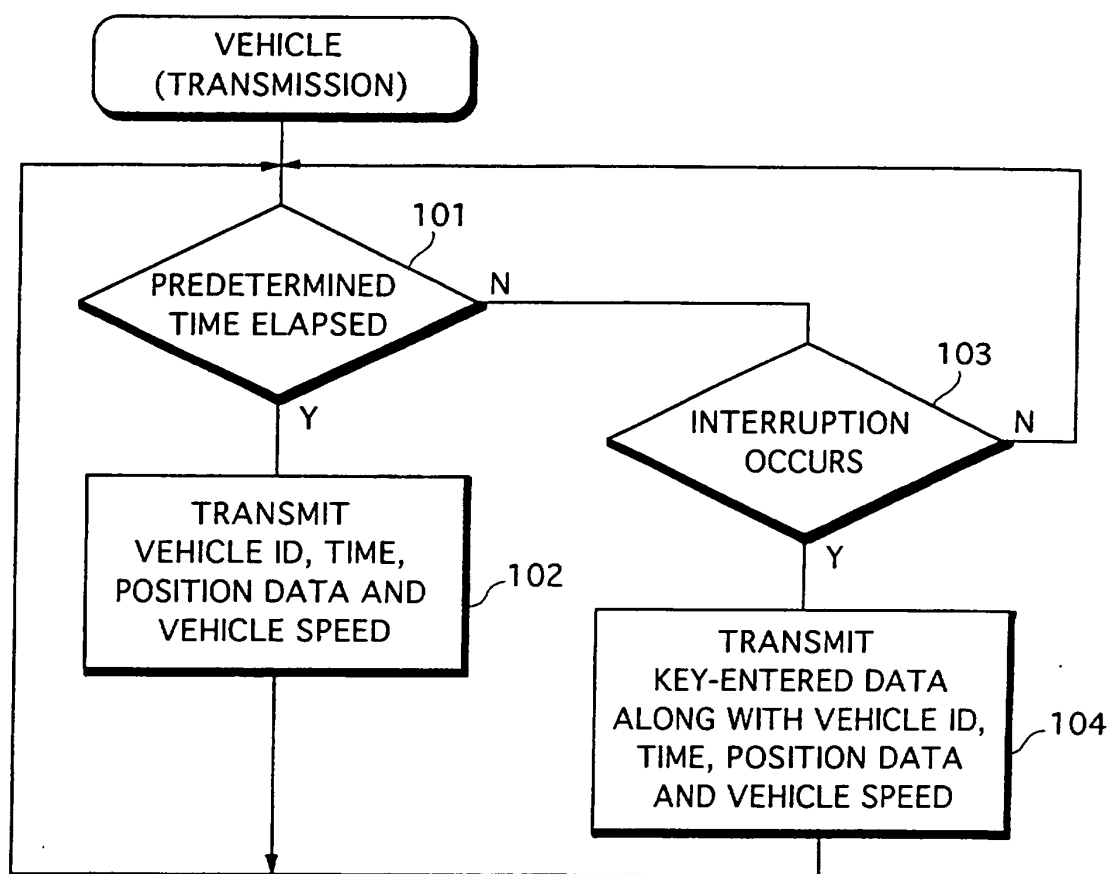 VEHICLE
(TRANSMISSION)
101
PREDETERMINED
TIME ELAPSED
N
Y
103
INTERRUPTION
OCCURS
N
Y
TRANSMIT
VEHICLE ID, TIME,
POSITION DATA AND
VEHICLE SPEED
102
TRANSMIT
KEY-ENTERED DATA
ALONG WITH VEHICLE ID,
TIME, POSITION DATA
AND VEHICLE SPEED
104